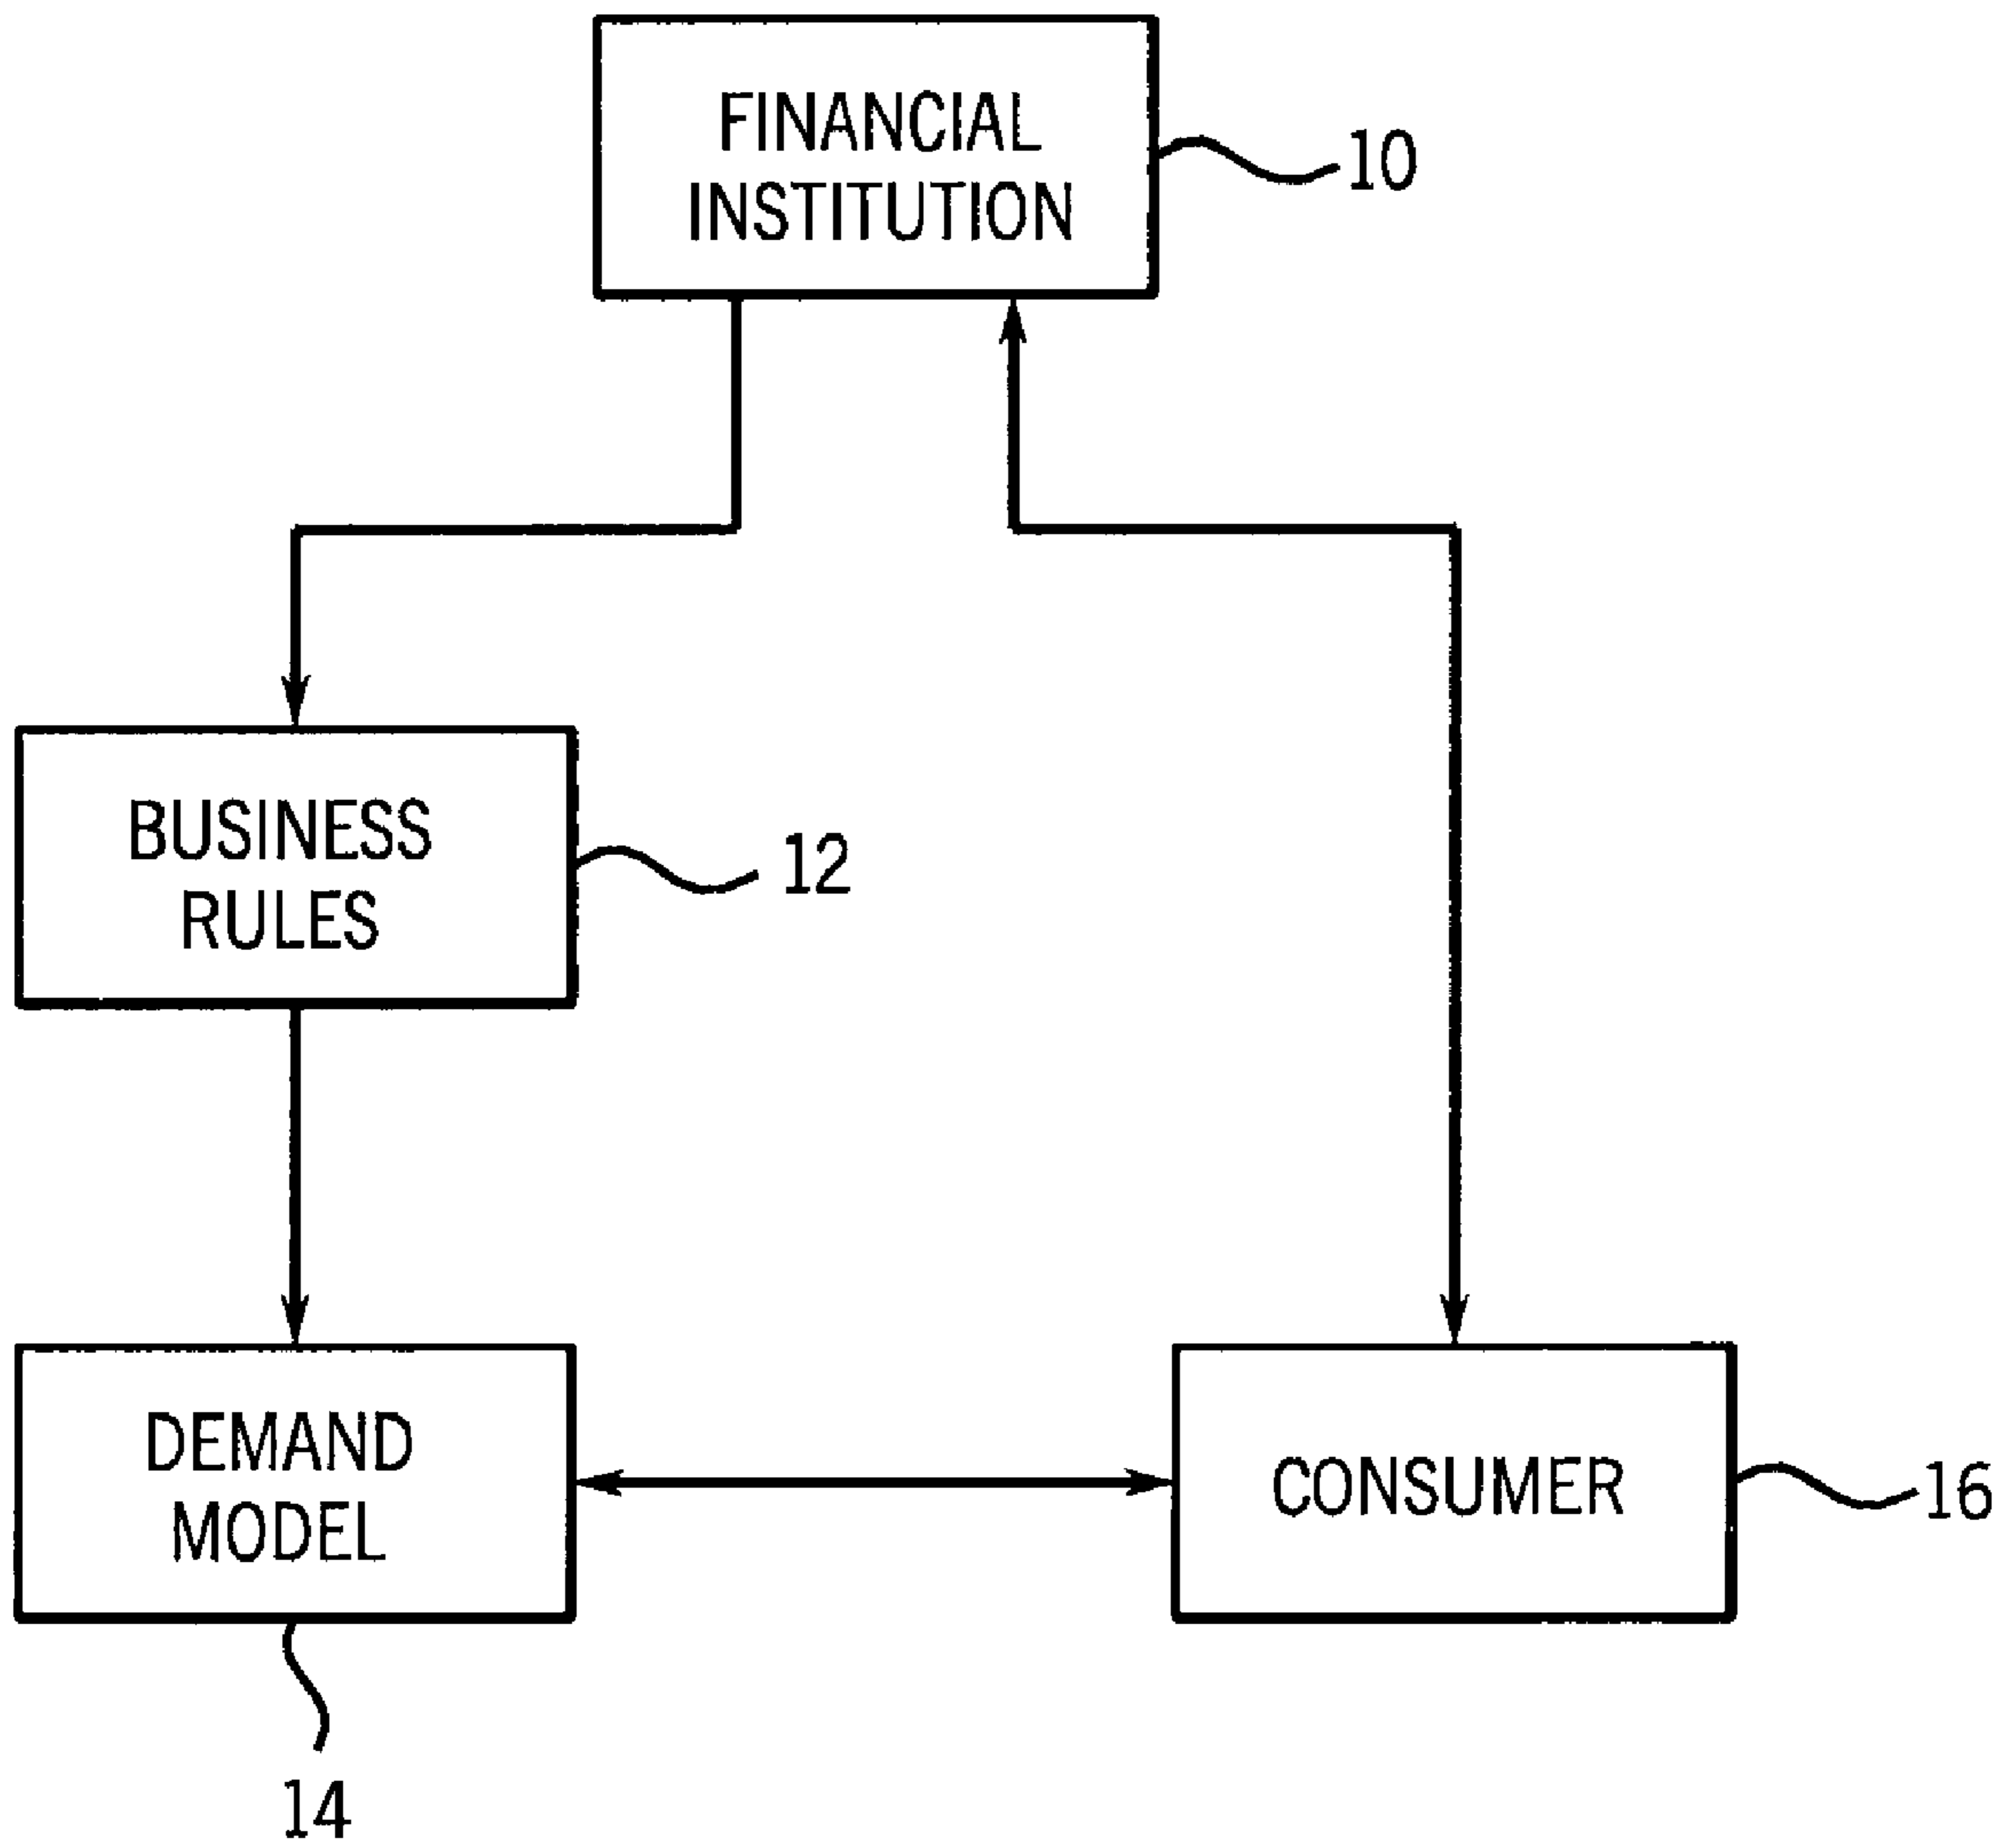 FINANCIAL
INSTITUTION
10
BUSINESS
RULES
12
DEMAND
MODEL
14
CONSUMER
16